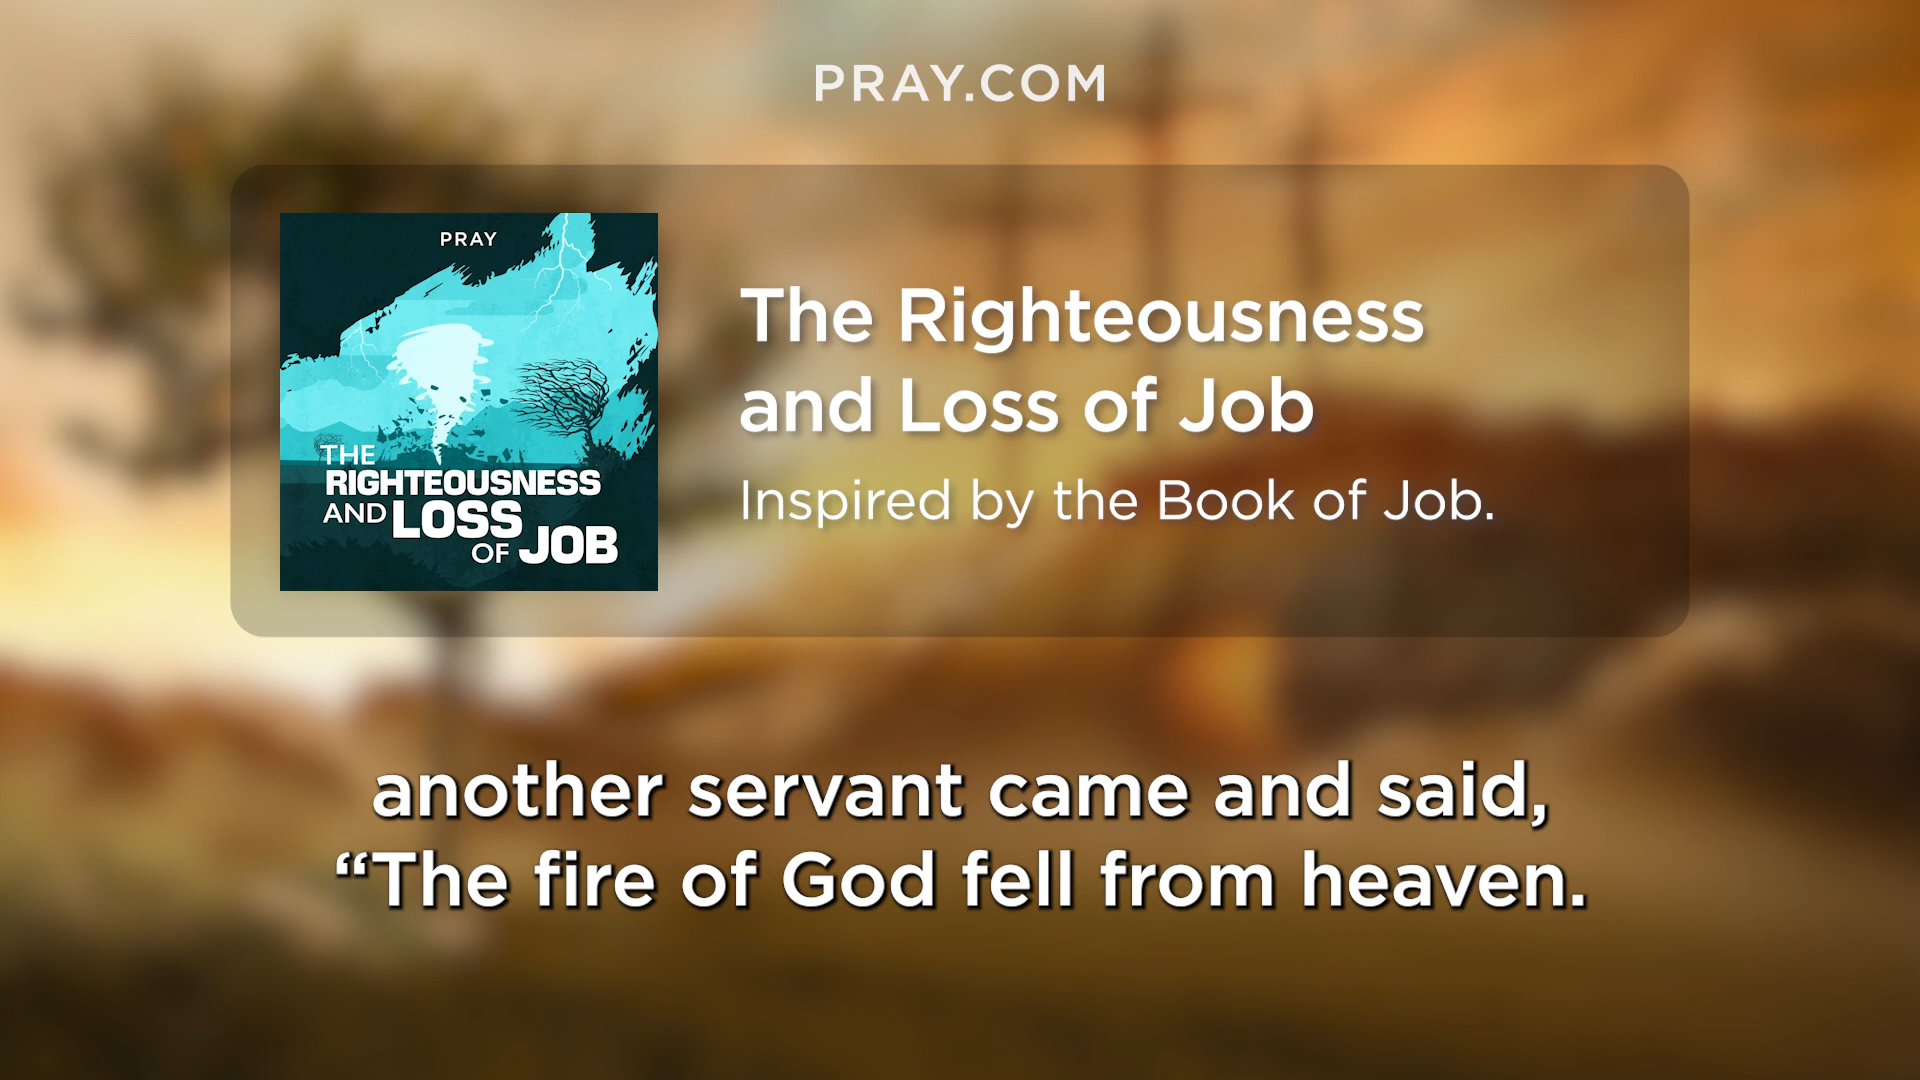 PRAY.COM
PRAY
THE
RIGHTEOUSNESS
AND LOSS
OF JOB
The Righteousness
and Loss of Job
Inspired by the Book of Job.
another servant came and said,
“The fire of God fell from heaven.